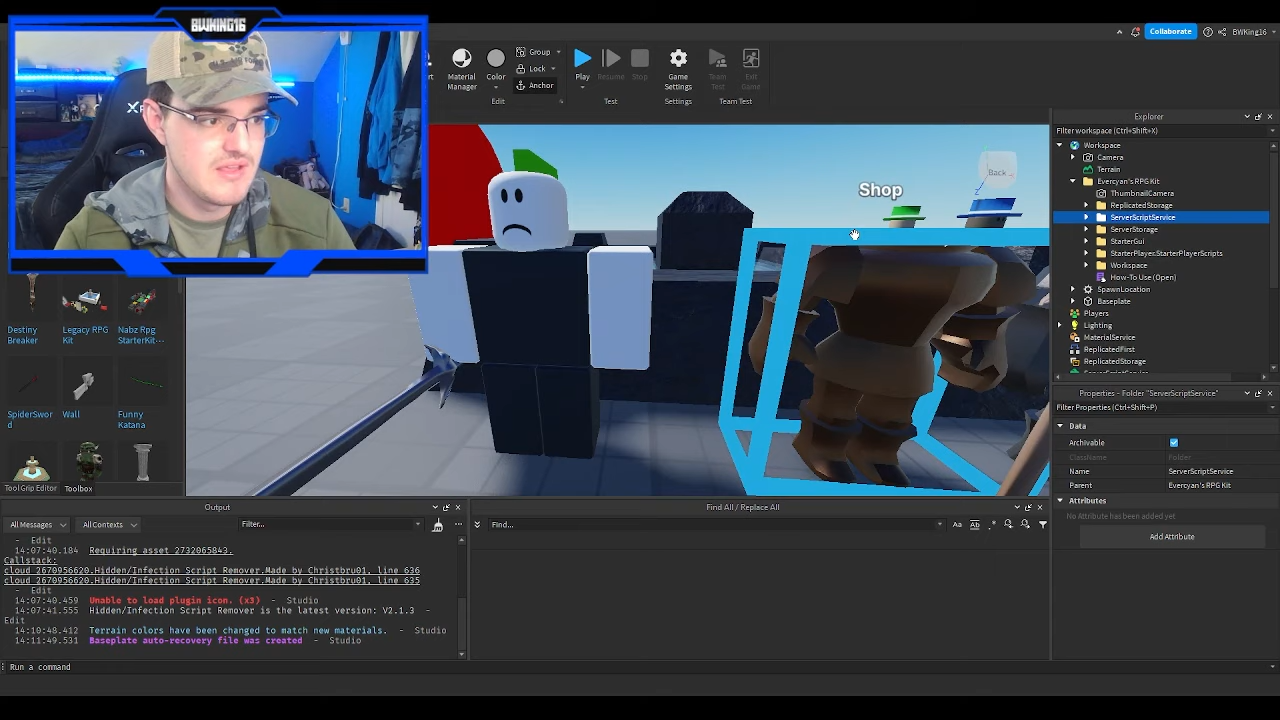 BWKING16
Collaborate
BWKing16
Material
Manager
Color
Group
Lock
Anchor
Edit
Play
Resume
Stop
Test
Game
Settings
Settings
Team
Test
Exit
Game
Team Test
Shop
Back
Destiny
Breaker
Legacy RPG
Kit
Nabz Rpg
StarterKit...
SpiderSwor
d
Wall
Funny
Katana
Tool Grip Editor
Toolbox
Explorer
Filter workspace (Ctrl+Shift+X)
Workspace
Camera
Terrain
Evercyan's RPG Kit
ThumbnailCamera
ReplicatedStorage
ServerScriptService
ServerStorage
StarterGui
StarterPlayer.StarterPlayerScripts
Workspace
How-To Use (Open)
SpawnLocation
Baseplate
Players
Lighting
MaterialService
ReplicatedFirst
ReplicatedStorage
Properties - Folder "ServerScriptService"
Filter Properties (Ctrl+Shift+P)
Data
Archivable
ClassName Folder
Name ServerScriptService
Parent Evercyan's RPG Kit
Attributes
No Attribute has been added yet
Add Attribute
Output
All Messages
All Contexts
Filter...
- Edit
14:07:40.184 Requiring asset 2732065843.
Callstack:
cloud_2670956620.Hidden/Infection Script Remover.Made by Christbru01, line 636
cloud_2670956620.Hidden/Infection Script Remover.Made by Christbru01, line 635
- Edit
14:07:40.459 Unable to load plugin icon. (x3) - Studio
14:07:41.555 Hidden/Infection Script Remover is the latest version: V2.1.3 -
Edit
14:10:48.412 Terrain colors have been changed to match new materials. - Studio
14:11:49.531 Baseplate auto-recovery file was created - Studio
Find All / Replace All
Find...
Aa
Ab
.*
Run a command